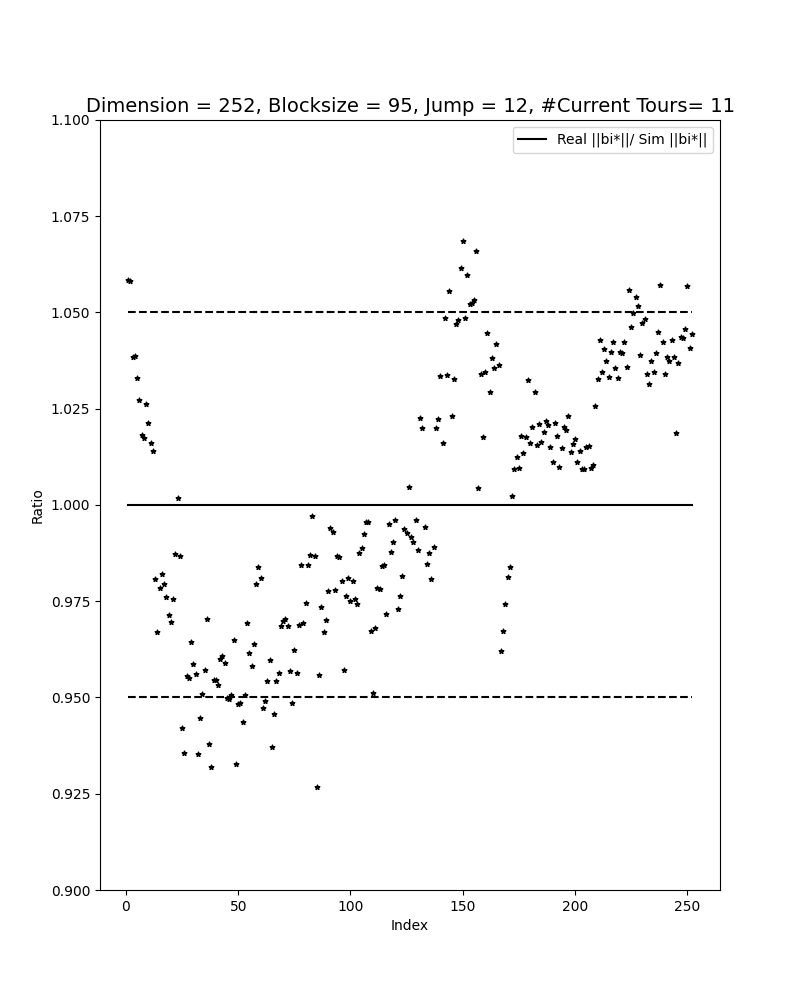 Dimension = 252, Blocksize = 95, Jump = 12, #Current Tours= 11
Real ||bi*||/ Sim ||bi*||
1.100
1.075
1.050
1.025
1.000
0.975
0.950
0.925
0.900
Ratio
0 50 100 150 200 250
Index